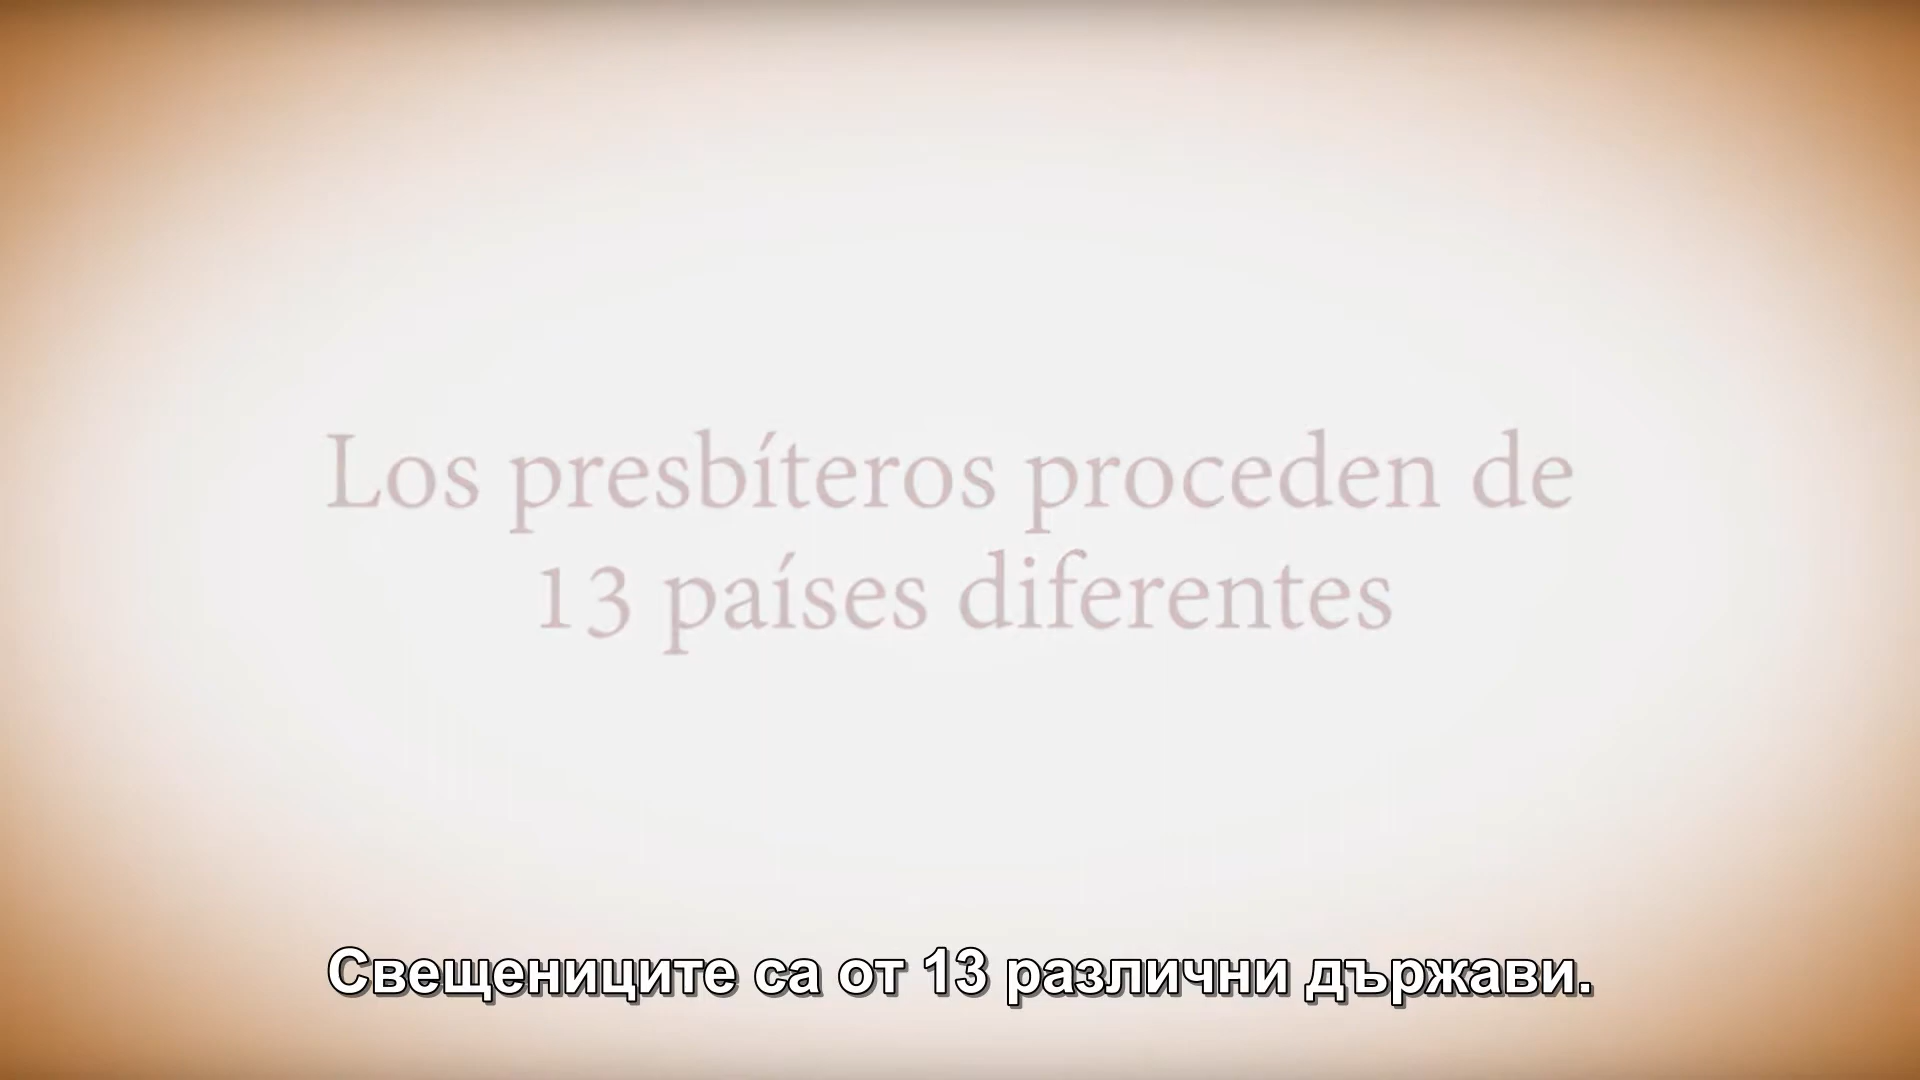 Los presbíteros proceden de
13 países diferentes
Свещениците са от 13 различни държави.